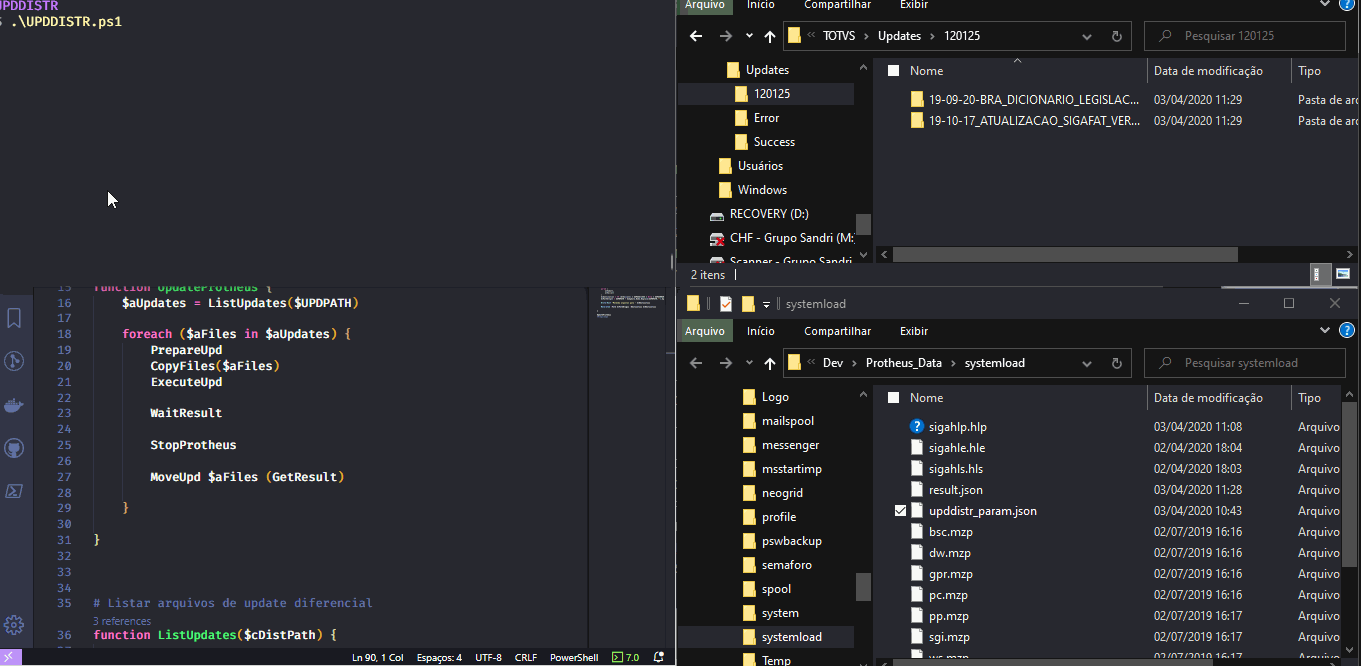 UPDDISTR
.\UPDDISTR.ps1
function UpdateProtheus {
16 $aUpdates = ListUpdates($UPDPATH)
17
18 foreach ($aFiles in $aUpdates) {
19 PrepareUpd
20 CopyFiles($aFiles)
21 ExecuteUpd
22
23 WaitResult
24
25 StopProtheus
26
27 MoveUpd $aFiles (GetResult)
28
29 }
30
31 }
32
33
34
35 # Listar arquivos de update diferencial
3 references
36 function ListUpdates($cDistPath) {
Ln 90, 1 Col Espaços: 4 UTF-8 CRLF PowerShell 7.0
Arquivo Início Compartilhar Exibir
« TOTVS › Updates › 120125
Pesquisar 120125
Updates
120125
Error
Success
Usuários
Windows
RECOVERY (D:)
CHF - Grupo Sandri (M:
Scanner - Grupo Sandri
Nome Data de modificação Tipo
19-09-20-BRA_DICIONARIO_LEGISLAC... 03/04/2020 11:29 Pasta de arq
19-10-17_ATUALIZACAO_SIGAFAT_VER... 03/04/2020 11:29 Pasta de arq
2 itens
systemload
Arquivo Início Compartilhar Exibir
« Dev › Protheus_Data › systemload
Pesquisar systemload
Logo
mailspool
messenger
msstartimp
neogrid
profile
pswbackup
semaforo
spool
system
systemload
Temp
Nome Data de modificação Tipo
sigahlp.hlp 03/04/2020 11:08 Arquivo
sigahle.hle 02/04/2020 18:04 Arquivo
sigahls.hls 02/04/2020 18:03 Arquivo
result.json 03/04/2020 11:28 Arquivo
upddistr_param.json 03/04/2020 10:43 Arquivo
bsc.mzp 02/07/2019 16:16 Arquivo
dw.mzp 02/07/2019 16:16 Arquivo
gpr.mzp 02/07/2019 16:16 Arquivo
pc.mzp 02/07/2019 16:16 Arquivo
pp.mzp 02/07/2019 16:17 Arquivo
sgi.mzp 02/07/2019 16:17 Arquivo
ws.mzp 02/07/2019 16:17 Arquivo